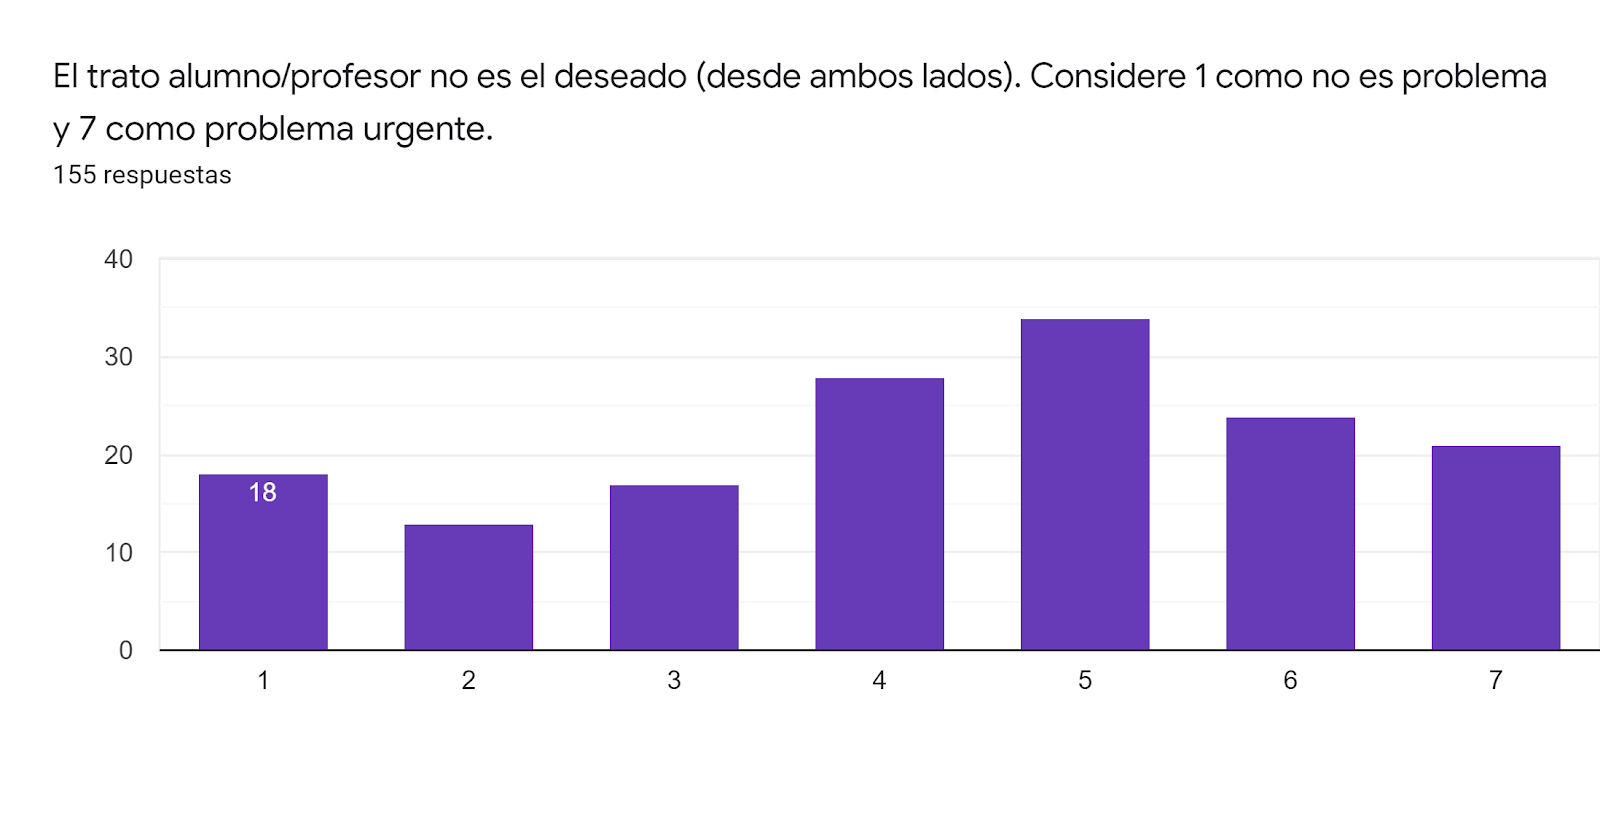 El trato alumno/profesor no es el deseado (desde ambos lados). Considere 1 como no es problema
y 7 como problema urgente.
155 respuestas
40
30
20
10
0
18
1 2 3 4 5 6 7